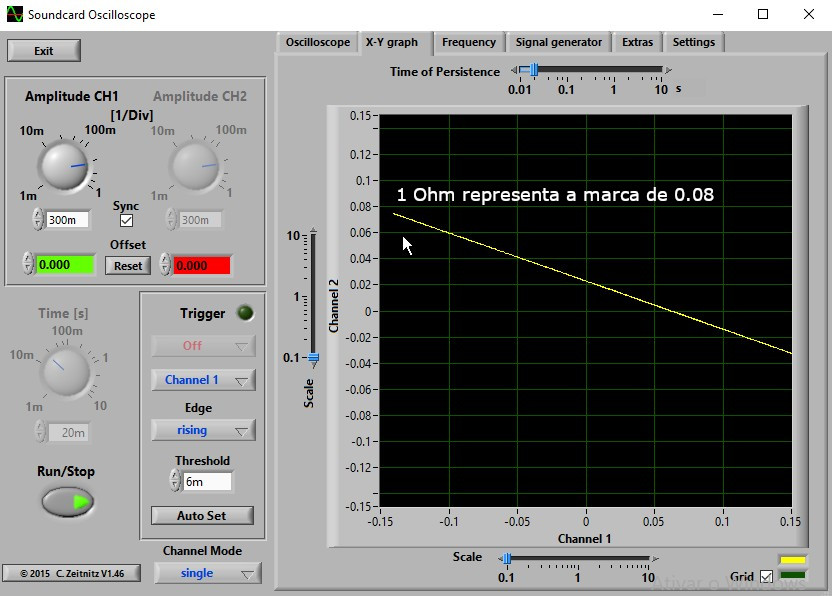 Soundcard Oscilloscope
Exit
Oscilloscope X-Y graph Frequency Signal generator Extras Settings
Time of Persistence
0.01 0.1 1 10 s
Amplitude CH1 Amplitude CH2
[1/Div]
10m 100m 10m 100m
1m 1 1m 1
Sync
300m 300m
Offset
0.000 Reset 0.000
Time [s]
100m
10m 1
1m 10
20m
Run/Stop
Trigger
Off
Channel 1
Edge
rising
Threshold
6m
Auto Set
Channel Mode
single
© 2015 C. Zeitnitz V1.46
10
1
0.1
Scale
Channel 2
0.15
0.12
0.1
0.08
0.06
0.04
0.02
0
-0.02
-0.04
-0.06
-0.08
-0.1
-0.12
-0.15
1 Ohm representa a marca de 0.08
-0.15 -0.1 -0.05 0 0.05 0.1 0.15
Channel 1
Scale
0.1 1 10
Grid
Ativar o Windows